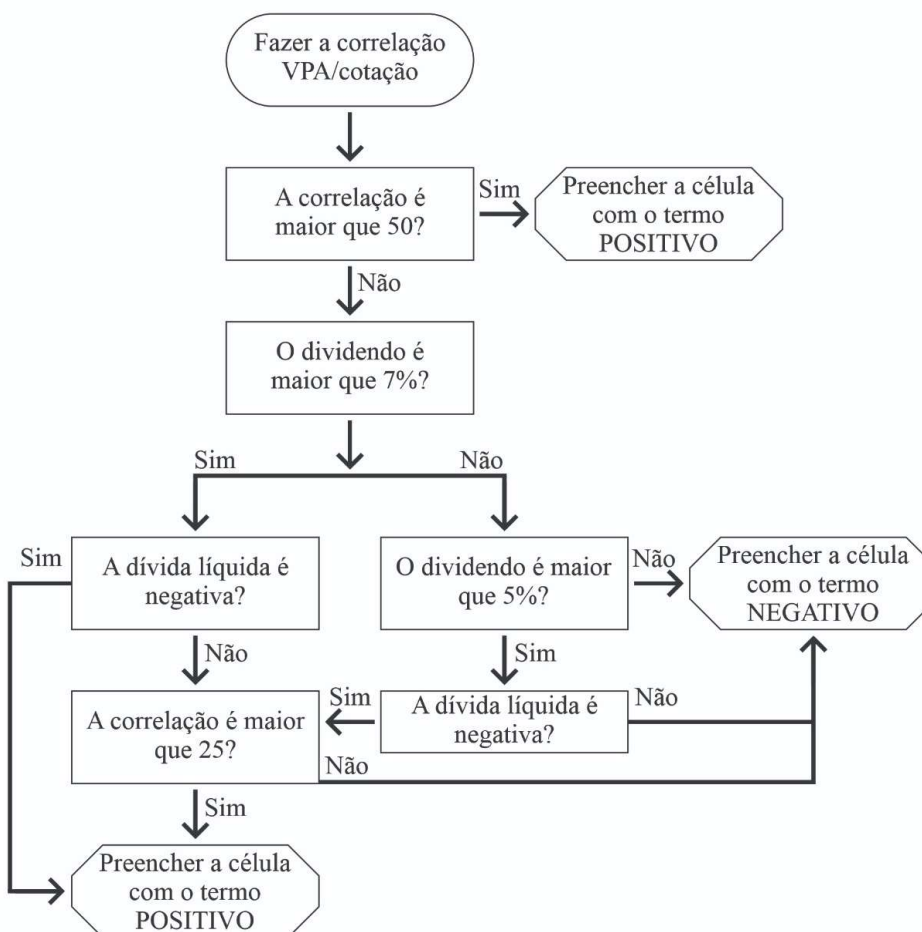 Fazer a correlação
VPA/cotação
A correlação é
maior que 50?
Sim
Preencher a célula
com o termo
POSITIVO
Não
O dividendo é
maior que 7%?
Sim
Não
Sim
A dívida líquida é
negativa?
O dividendo é maior
que 5%?
Não
Preencher a célula
com o termo
NEGATIVO
Não
Sim
A correlação é maior
que 25?
Sim
A dívida líquida é
negativa?
Não
Não
Sim
Preencher a célula
com o termo
POSITIVO